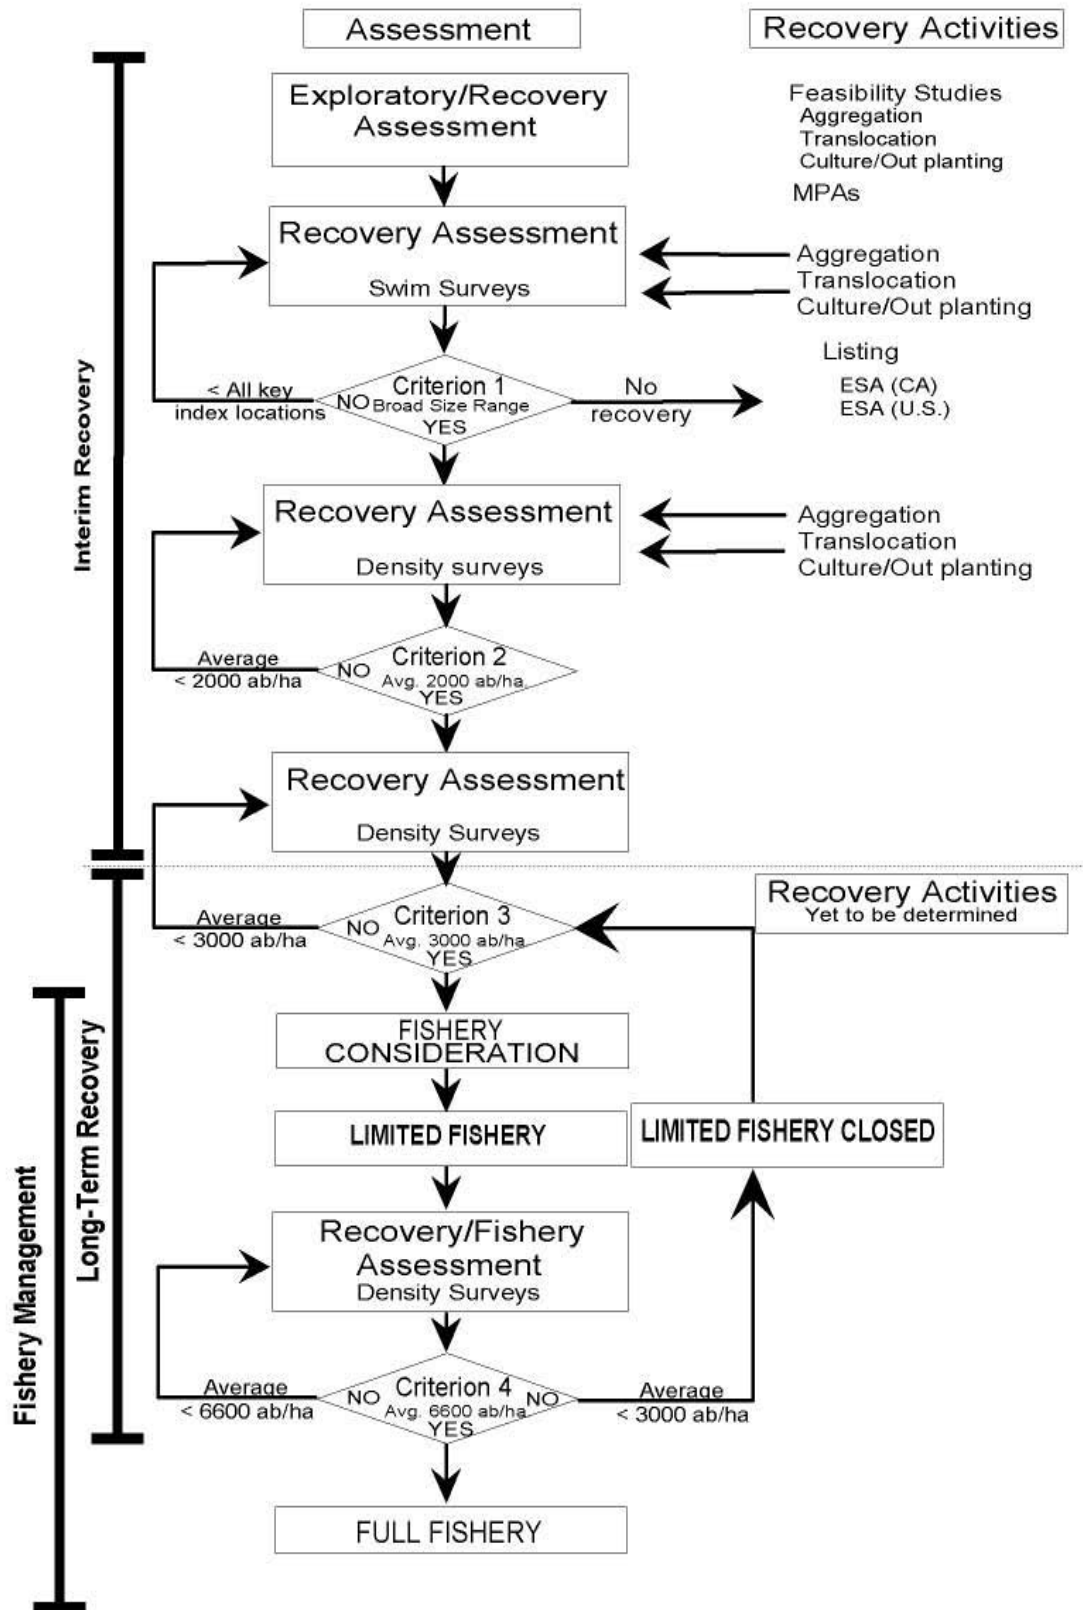 Assessment
Recovery Activities
Exploratory/Recovery
Assessment
Feasibility Studies
Aggregation
Translocation
Culture/Out planting
MPAs
Recovery Assessment
Swim Surveys
Aggregation
Translocation
Culture/Out planting
Listing
ESA (CA)
ESA (U.S.)
< All key
index locations
NO
Criterion 1
Broad Size Range
YES
No
recovery
Interim Recovery
Recovery Assessment
Density surveys
Aggregation
Translocation
Culture/Out planting
Average
< 2000 ab/ha
NO
Criterion 2
Avg. 2000 ab/ha
YES
Recovery Assessment
Density Surveys
Recovery Activities
Yet to be determined
Average
< 3000 ab/ha
NO
Criterion 3
Avg. 3000 ab/ha
YES
FISHERY
CONSIDERATION
LIMITED FISHERY
LIMITED FISHERY CLOSED
Long-Term Recovery
Fishery Management
Recovery/Fishery
Assessment
Density Surveys
Average
< 6600 ab/ha
NO
Criterion 4
Avg. 6600 ab/ha
YES
NO
Average
< 3000 ab/ha
FULL FISHERY